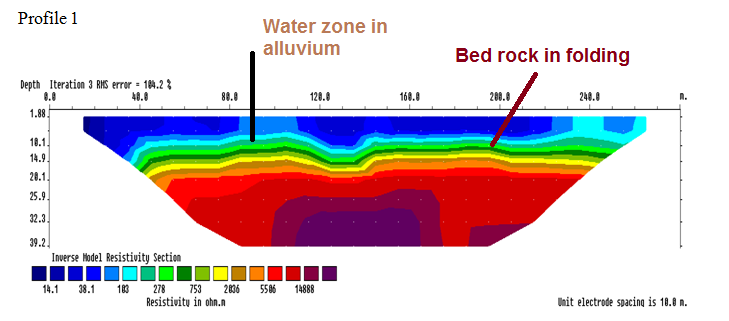 Profile 1
Water zone in
alluvium
Bed rock in folding
Depth Iteration 3 RMS error = 104.2 %
0.0 40.0 80.0 120.0 160.0 200.0 240.0 m.
1.88
10.1
14.9
20.1
25.9
32.3
39.2
Inverse Model Resistivity Section
14.1 38.1 103 278 753 2036 5506 14888
Resistivity in ohm.m
Unit electrode spacing is 10.0 m.